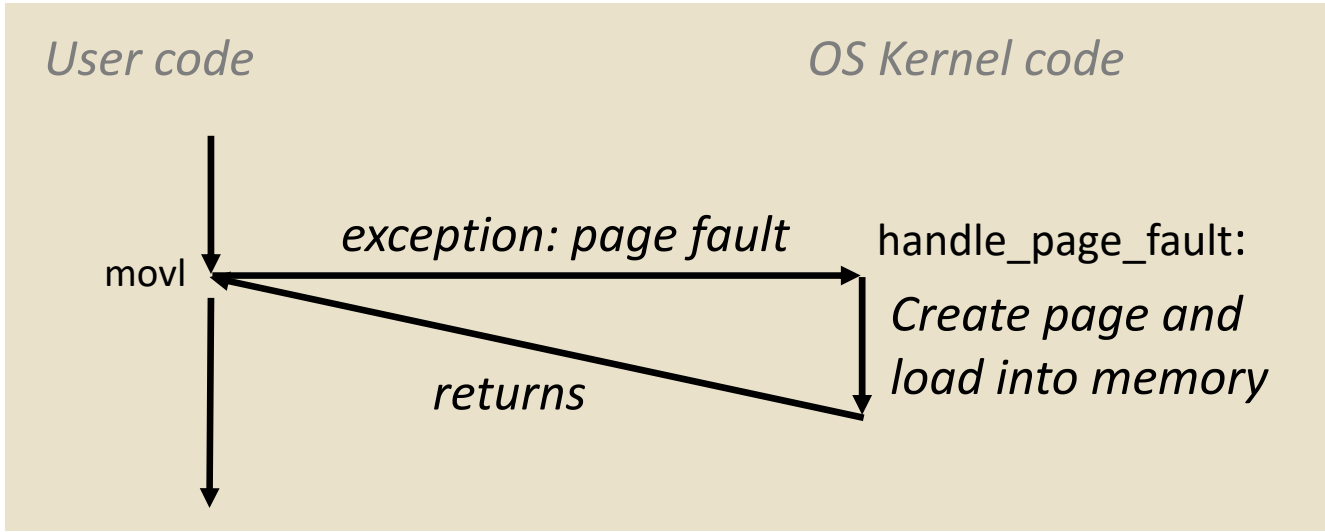 User code
OS Kernel code
exception: page fault
handle_page_fault:
movl
Create page and
load into memory
returns